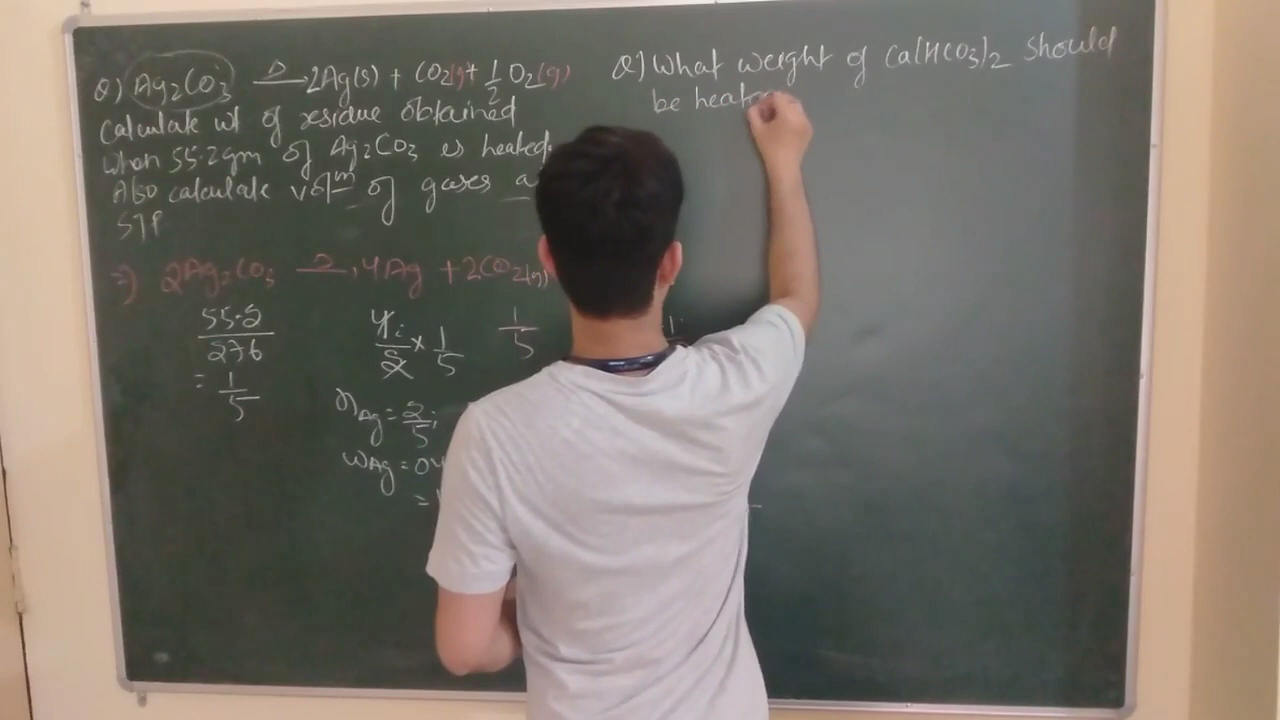 Q) Ag2CO3 Δ→ 2Ag(s) + CO2(g) + 1/2 O2(g)
Calculate wt of residue obtained
when 55.2gm of Ag2CO3 is heated.
Also calculate volm of gases
STP
=) 2Ag2CO3 Δ→ 4Ag + 2CO2(g)
55.2/276
= 1/5
4/2 × 1/5
1/5
nAg = 2/5;
wAg =
Q) What weight of Ca(HCO3)2 should
be heated